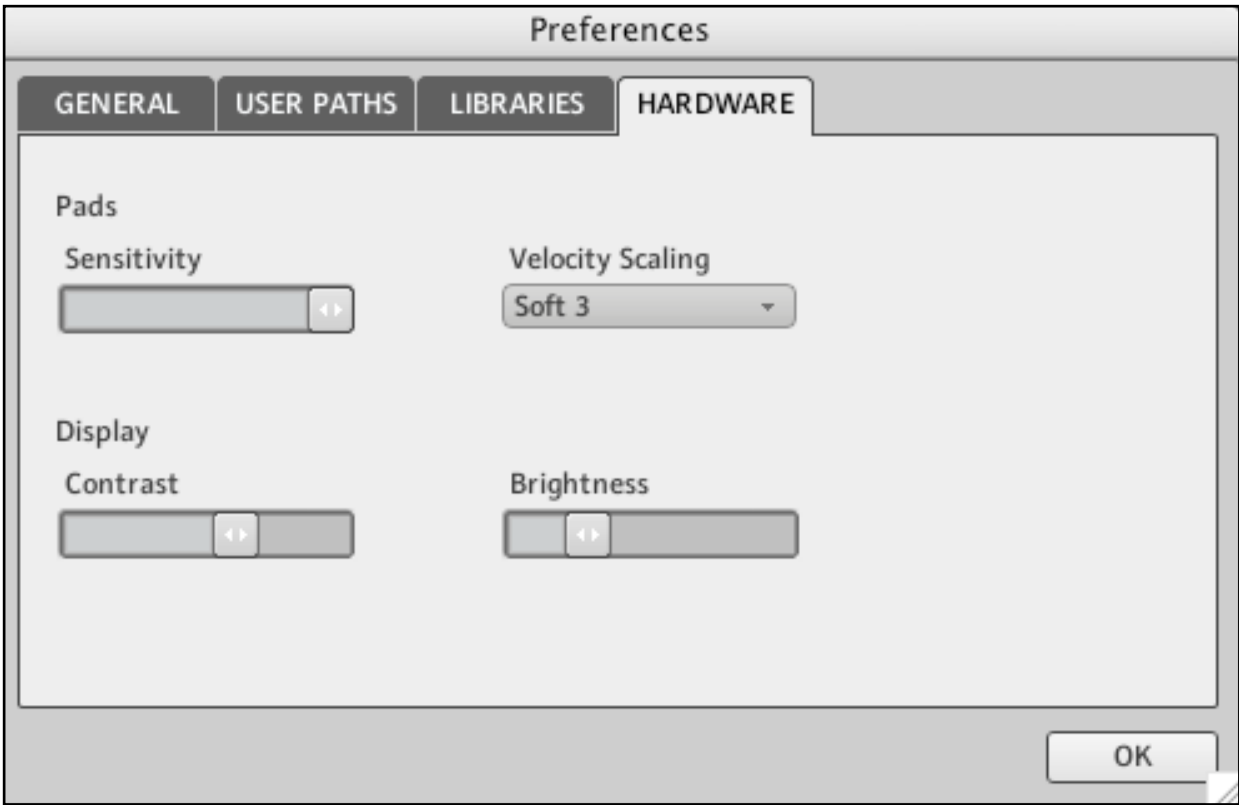 Preferences
GENERAL USER PATHS LIBRARIES HARDWARE
Pads
Sensitivity Velocity Scaling
Soft 3
Display
Contrast Brightness
OK